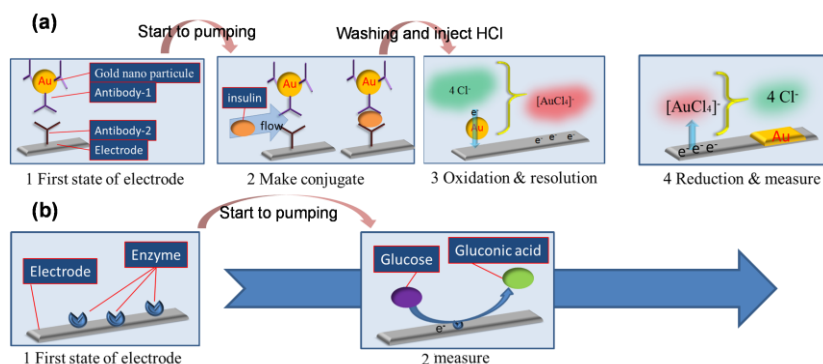 (a)
Start to pumping
Washing and inject HCl
Au
Gold nano particule
Antibody-1
Antibody-2
Electrode
1 First state of electrode
Au
Au
insulin
flow
2 Make conjugate
4 Cl-
[AuCl4]-
e-
Au
e- e- e-
3 Oxidation & resolution
[AuCl4]-
4 Cl-
e- e- e-
Au
4 Reduction & measure
(b)
Start to pumping
Electrode
Enzyme
1 First state of electrode
Glucose
Gluconic acid
e-
2 measure